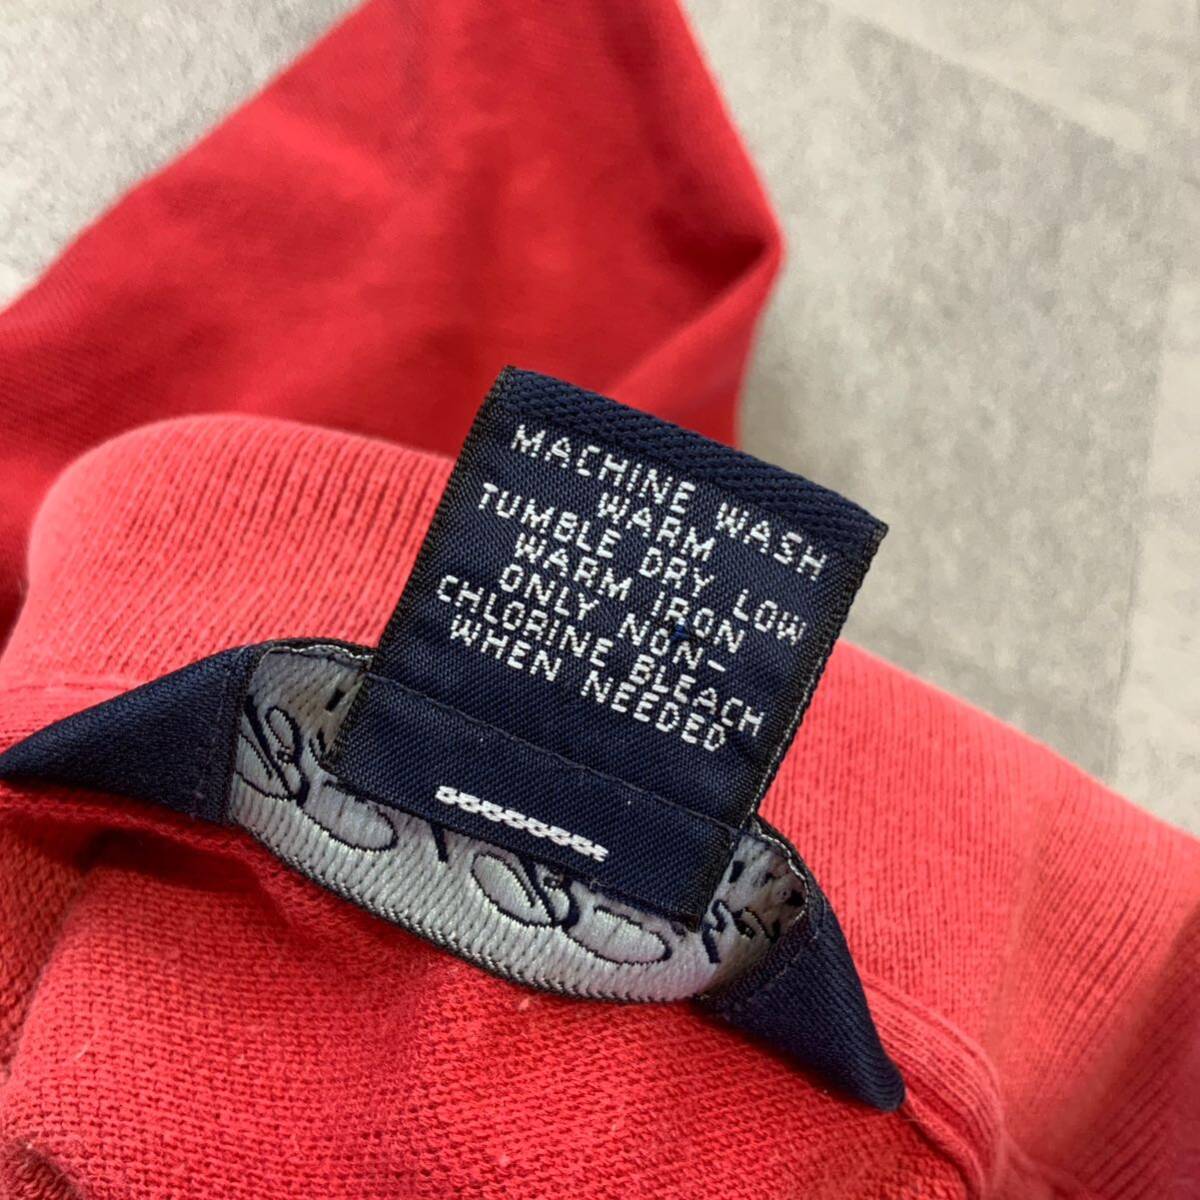 MACHINE WASH
WARM
TUMBLE DRY LOW
WARM IRON
ONLY NON-
CHLORINE BLEACH
WHEN NEEDED